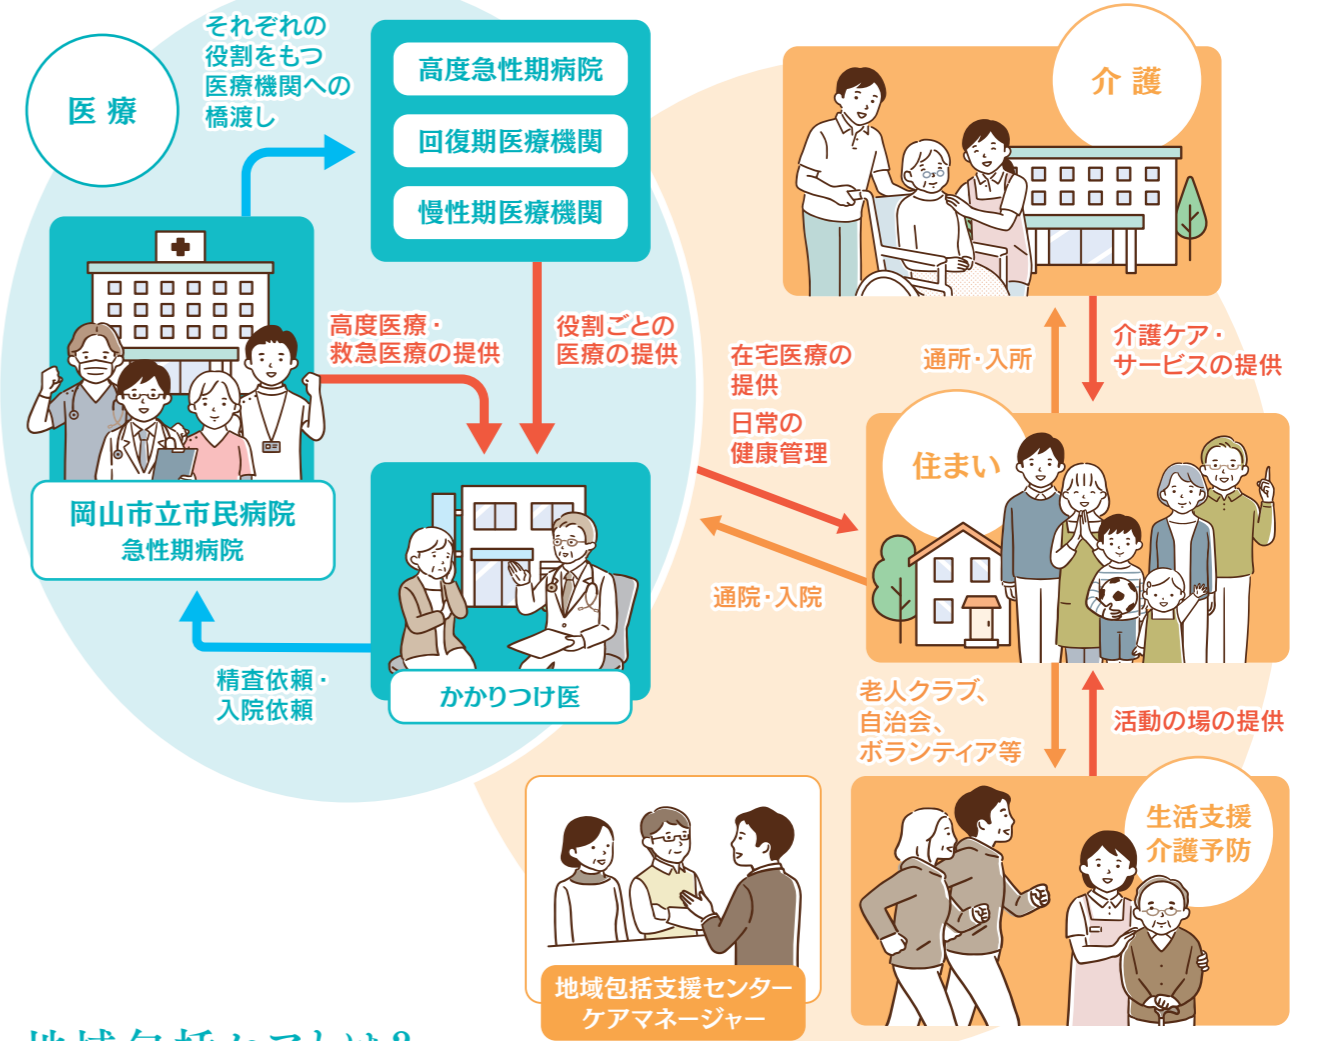 医療
それぞれの
役割をもつ
医療機関への
橋渡し
高度急性期病院
回復期医療機関
慢性期医療機関
高度医療・
救急医療の提供
役割ごとの
医療の提供
岡山市立市民病院
急性期病院
かかりつけ医
精査依頼・
入院依頼
在宅医療の
提供
日常の
健康管理
通院・入院
介護
通所・入所
介護ケア・
サービスの提供
住まい
老人クラブ、
自治会、
ボランティア等
活動の場の提供
生活支援
介護予防
地域包括支援センター
ケアマネージャー
地域包括ケアとは?